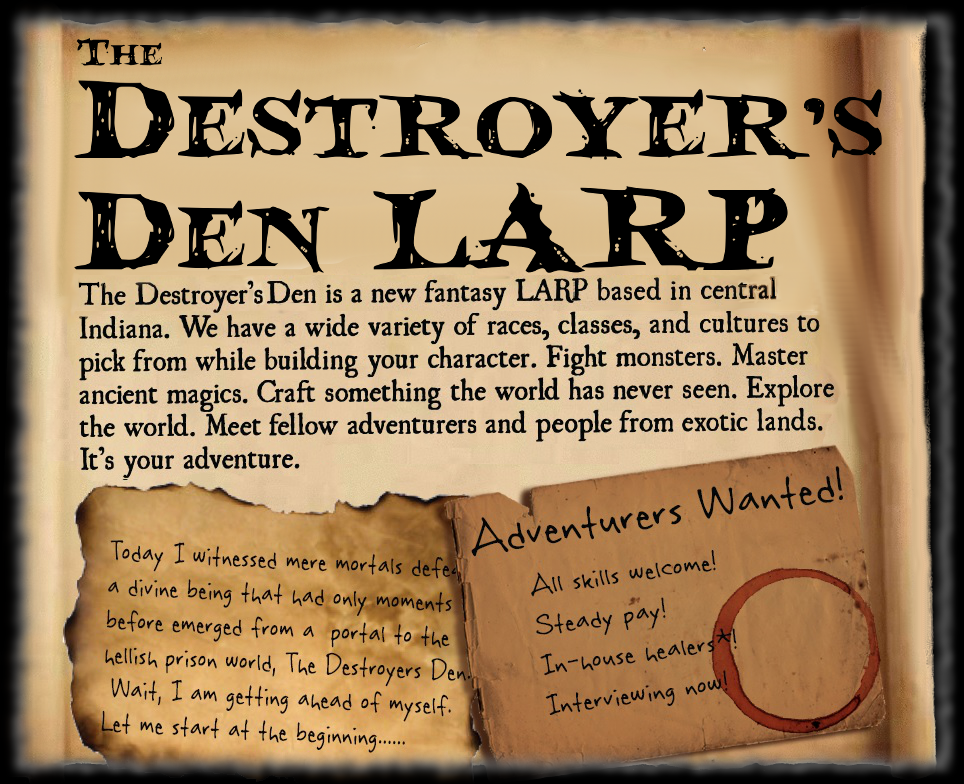 The
Destroyer's
Den LARP
The Destroyer's Den is a new fantasy LARP based in central
Indiana. We have a wide variety of races, classes, and cultures to
pick from while building your character. Fight monsters. Master
ancient magics. Craft something the world has never seen. Explore
the world. Meet fellow adventurers and people from exotic lands.
It's your adventure.
Today I witnessed mere mortals defe
a divine being that had only moments
before emerged from a portal to the
hellish prison world, The Destroyers Den.
Wait, I am getting ahead of myself.
Let me start at the beginning......
Adventurers Wanted!
All skills welcome!
Steady pay!
In-house healers*!
Interviewing now!